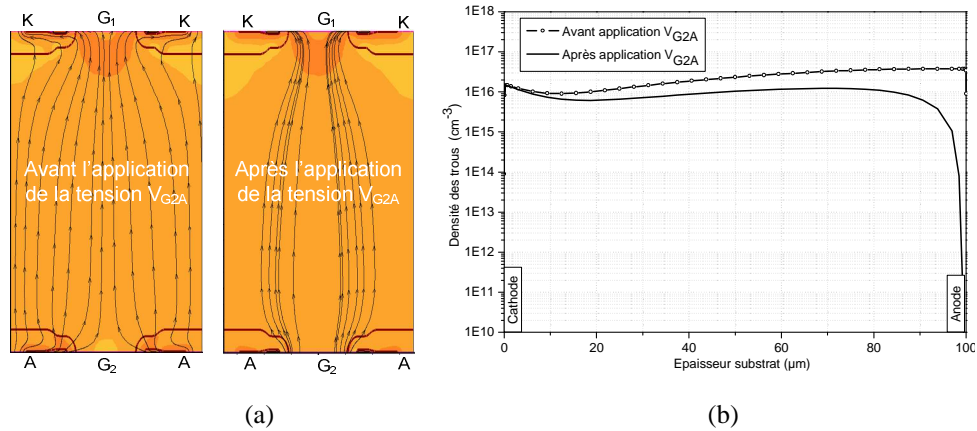 K
G1
K
Avant l'application
de la tension VG2A
A
G2
A
K
G1
K
Après l'application
de la tension VG2A
A
G2
A
(a)
Densité des trous (cm-3)
1E18
1E17
1E16
1E15
1E14
1E13
1E12
1E11
1E10
Avant application VG2A
Après application VG2A
Cathode
Anode
0
20
40
60
80
100
Epaisseur substrat (µm)
(b)